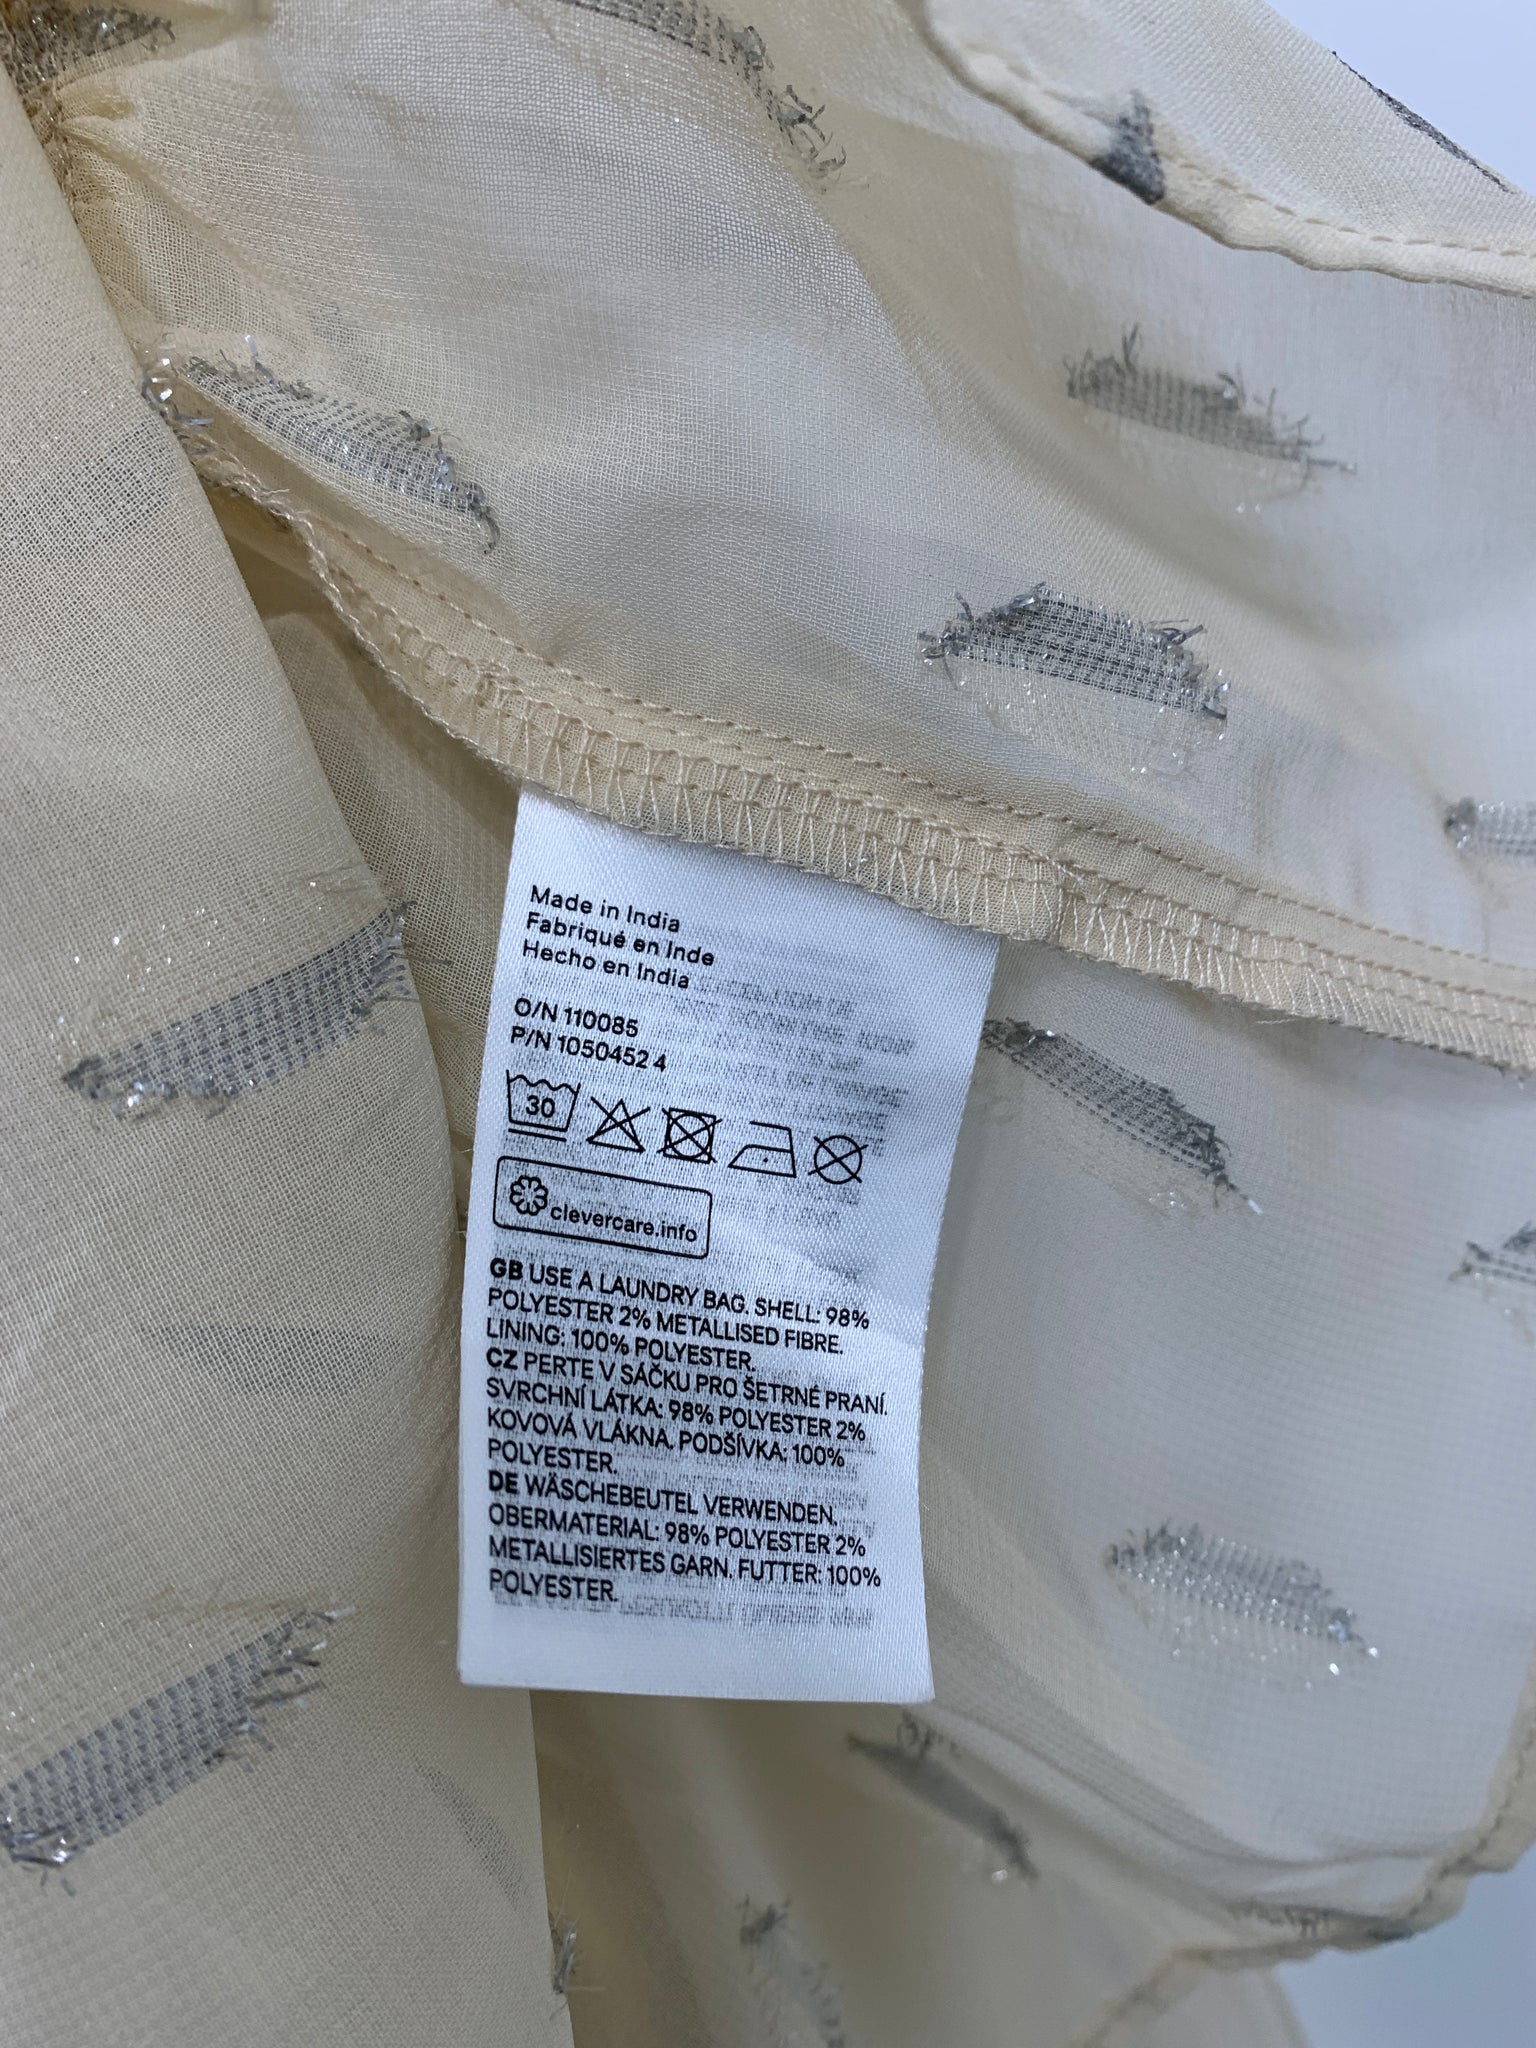 Made in India
Fabriqué en Inde
Hecho en India
O/N 110085
P/N 1050452 4
30
clevercare.info
GB USE A LAUNDRY BAG. SHELL: 98%
POLYESTER 2% METALLISED FIBRE.
LINING: 100% POLYESTER.
CZ PERTE V SÁČKU PRO ŠETRNÉ PRANÍ.
SVRCHNÍ LÁTKA: 98% POLYESTER 2%
KOVOVÁ VLÁKNA. PODŠÍVKA: 100%
POLYESTER.
DE WÄSCHEBEUTEL VERWENDEN.
OBERMATERIAL: 98% POLYESTER 2%
METALLISIERTES GARN. FUTTER: 100%
POLYESTER.